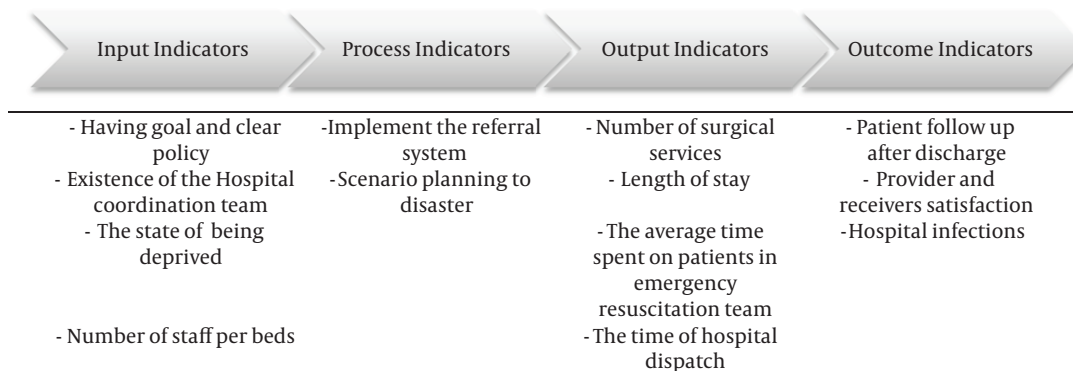 Input Indicators
Process Indicators
Output Indicators
Outcome Indicators
- Having goal and clear
policy
- Existence of the Hospital
coordination team
- The state of being
deprived
- Number of staff per beds
-Implement the referral
system
-Scenario planning to
disaster
- Number of surgical
services
- Length of stay
-The average time
spent on patients in
emergency
resuscitation team
-The time of hospital
dispatch
- Patient follow up
after discharge
- Provider and
receivers satisfaction
-Hospital infections